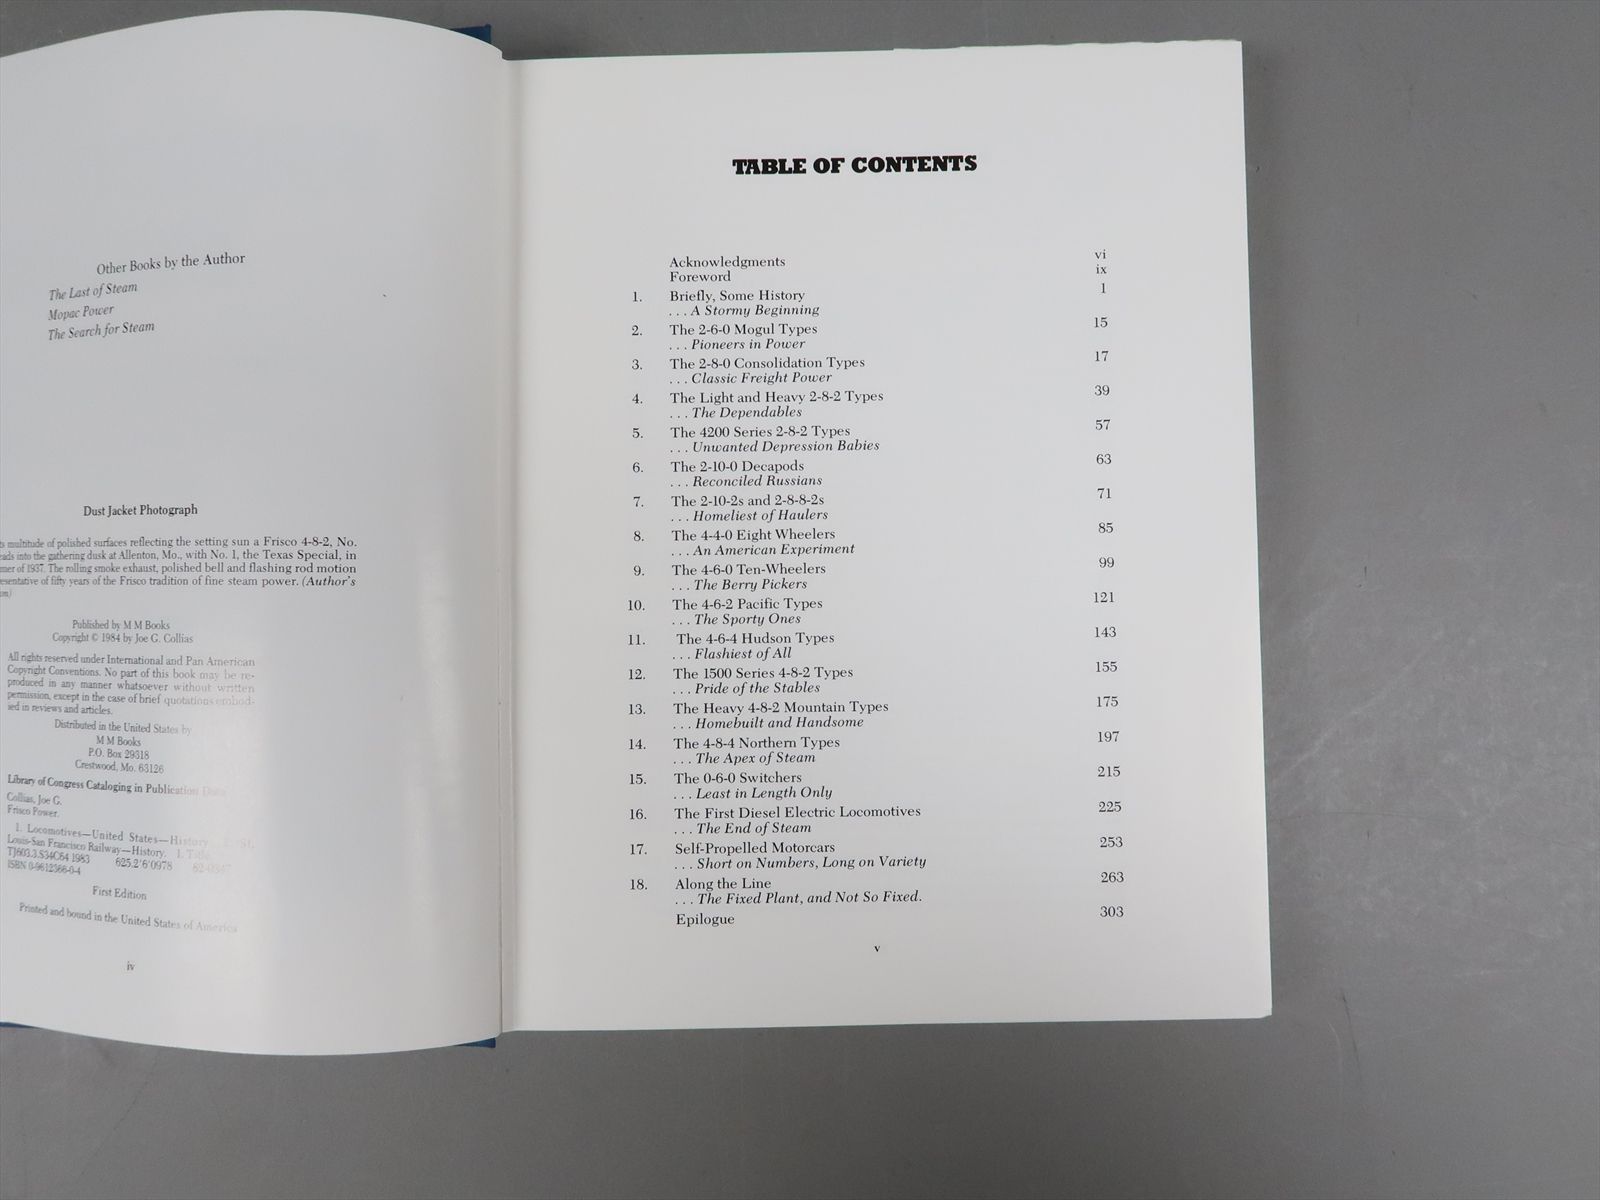 Other Books by the Author
The Last of Steam
Mopac Power
The Search for Steam
Dust Jacket Photograph
multitude of polished surfaces reflecting the setting sun a Frisco 4-8-2, No.
into the gathering dusk at Allenton, Mo., with No. 1, the Texas Special, in
of 1937. The rolling smoke exhaust, polished bell and flashing rod motion
of fifty years of the Frisco tradition of fine steam power. (Author's
Published by M M Books
Copyright © 1984 by Joe G. Collias
All rights reserved under International and Pan American
Copyright Conventions. No part of this book may be re-
produced in any manner whatsoever without written
permission, except in the case of brief quotations embod-
ied in reviews and articles.
Distributed in the United States by
M M Books
P.O. Box 29318
Crestwood, Mo. 63126
Library of Congress Cataloging in Publication Data
Collias, Joe G.
Frisco Power.
1. Locomotives—United States—History. 2. St.
Louis-San Francisco Railway—History. I. Title.
TJ603.3.S34C64 1983 625.2'6'0978
ISBN 0-9612366-0-4
First Edition
Printed and bound in the United States of America
iv
TABLE OF CONTENTS
Acknowledgments vi
Foreword ix
1. Briefly, Some History 1
. . . A Stormy Beginning
2. The 2-6-0 Mogul Types 15
. . . Pioneers in Power
3. The 2-8-0 Consolidation Types 17
. . . Classic Freight Power
4. The Light and Heavy 2-8-2 Types 39
. . . The Dependables
5. The 4200 Series 2-8-2 Types 57
. . . Unwanted Depression Babies
6. The 2-10-0 Decapods 63
. . . Reconciled Russians
7. The 2-10-2s and 2-8-8-2s 71
. . . Homeliest of Haulers
8. The 4-4-0 Eight Wheelers 85
. . . An American Experiment
9. The 4-6-0 Ten-Wheelers 99
. . . The Berry Pickers
10. The 4-6-2 Pacific Types 121
. . . The Sporty Ones
11. The 4-6-4 Hudson Types 143
. . . Flashiest of All
12. The 1500 Series 4-8-2 Types 155
. . . Pride of the Stables
13. The Heavy 4-8-2 Mountain Types 175
. . . Homebuilt and Handsome
14. The 4-8-4 Northern Types 197
. . . The Apex of Steam
15. The 0-6-0 Switchers 215
. . . Least in Length Only
16. The First Diesel Electric Locomotives 225
. . . The End of Steam
17. Self-Propelled Motorcars 253
. . . Short on Numbers, Long on Variety
18. Along the Line 263
. . . The Fixed Plant, and Not So Fixed.
Epilogue 303
v